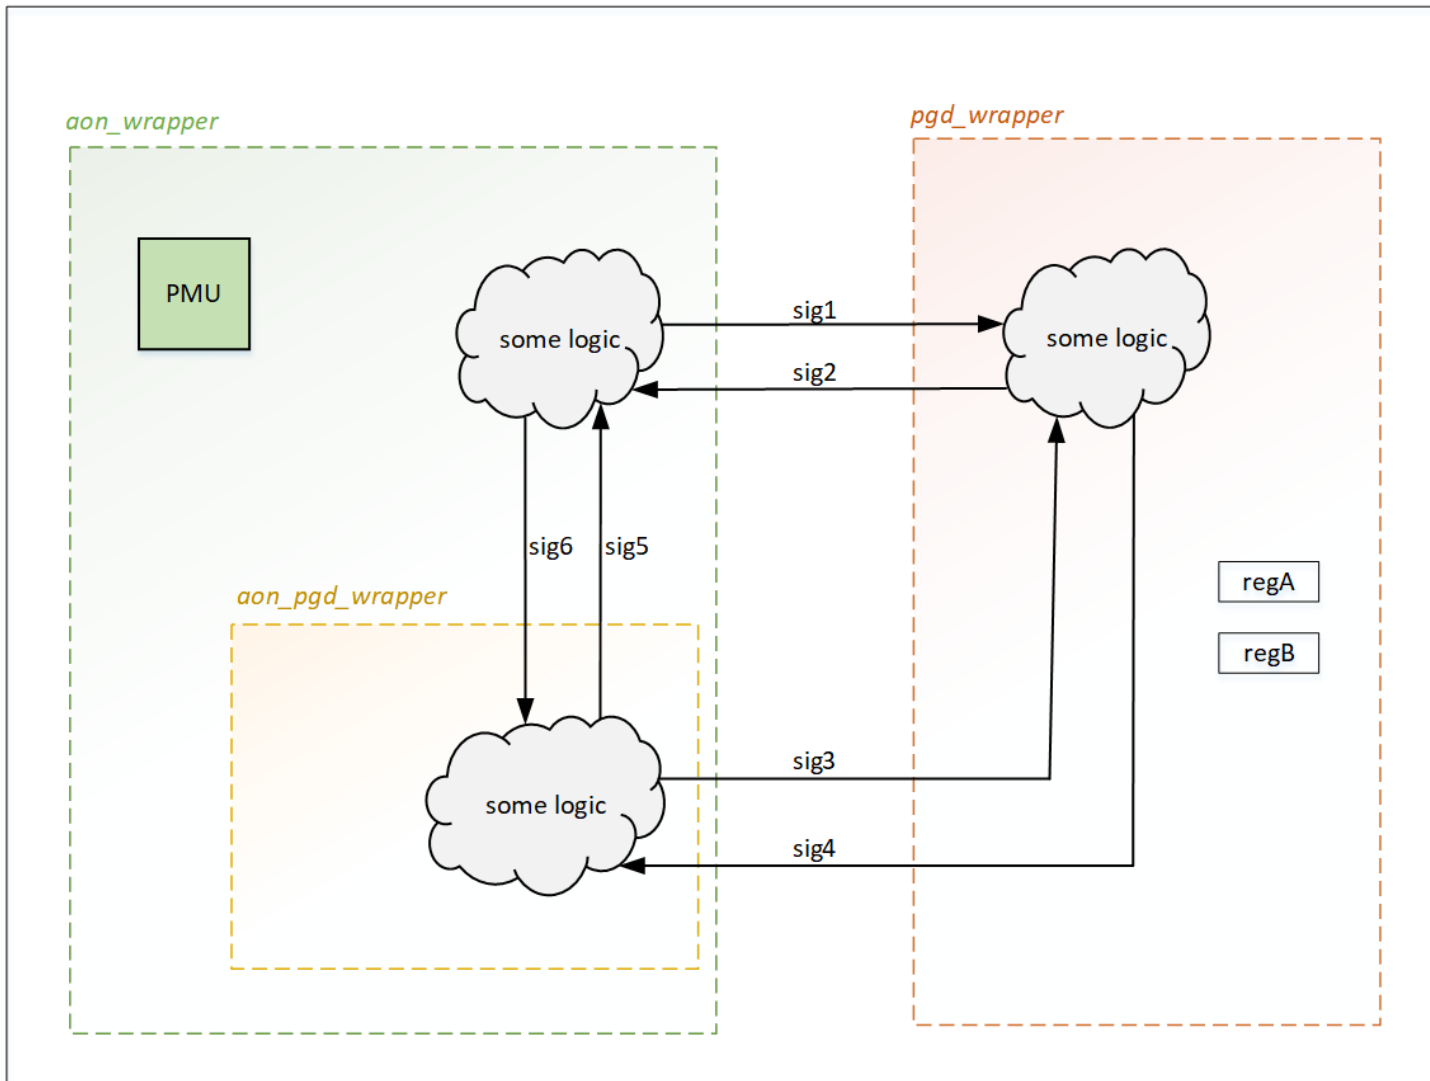 aon_wrapper
pgd_wrapper
PMU
some logic
sig1
some logic
sig2
sig6
sig5
aon_pgd_wrapper
regA
regB
sig3
some logic
sig4